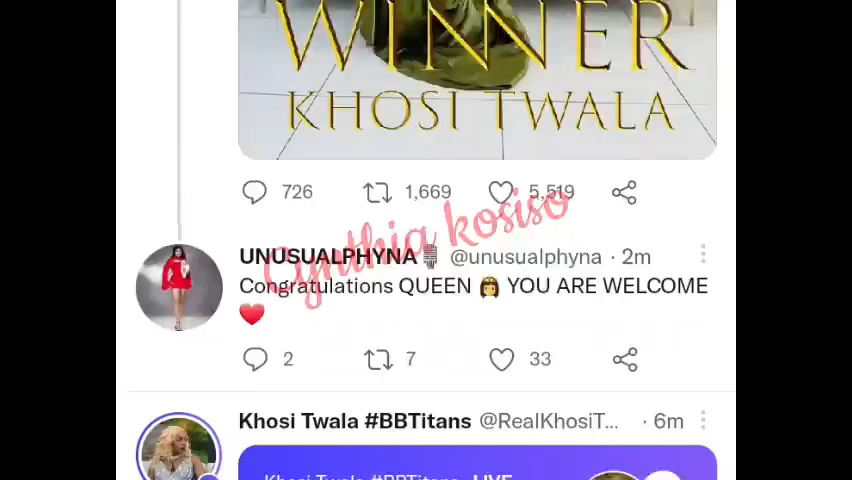 WINNER
KHOSI TWALA
726 1,669 5,519
Cynthia kosiso
UNUSUALPHYNA @unusualphyna · 2m
Congratulations QUEEN YOU ARE WELCOME
2 7 33
Khosi Twala #BBTitans @RealKhosiT... · 6m
Khosi Twala #BBTitans LIVE